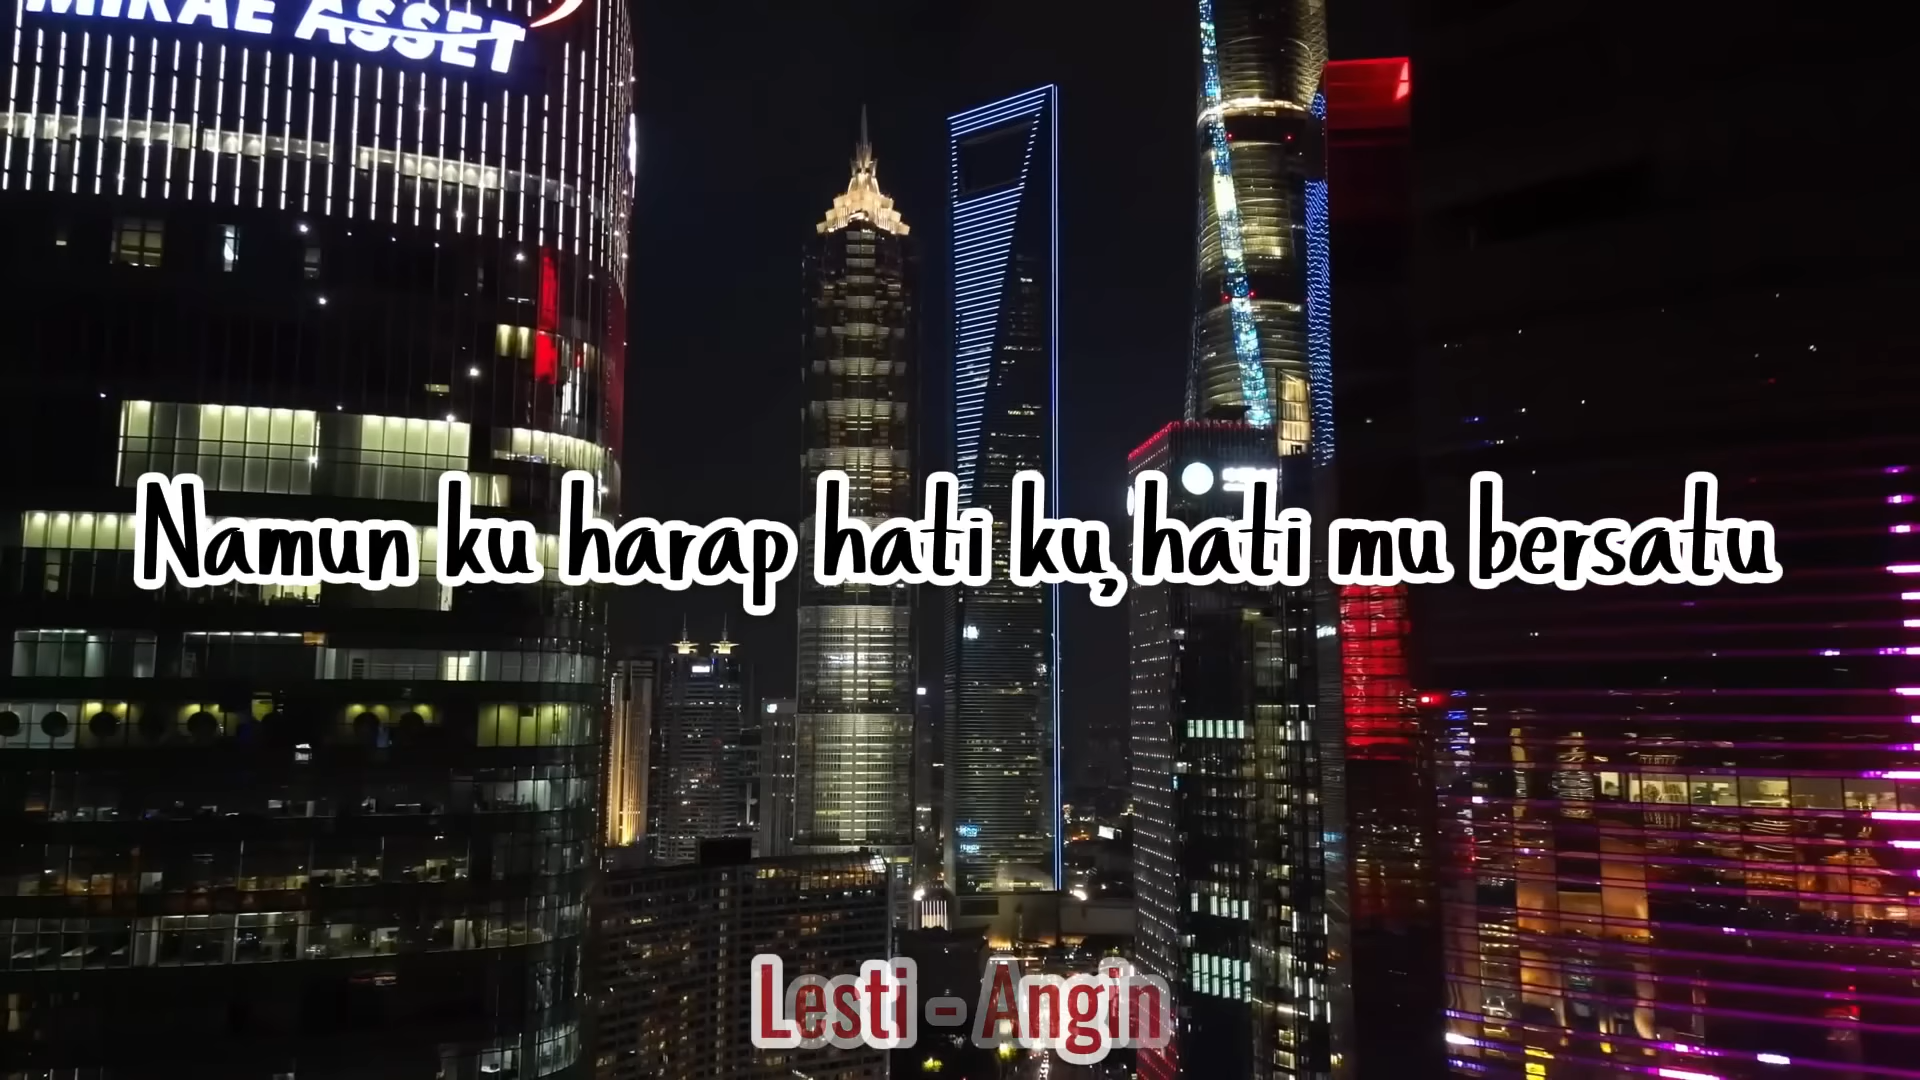 MIRAE ASSET
Namun ku harap hati ku, hati mu bersatu
Lesti - Angin